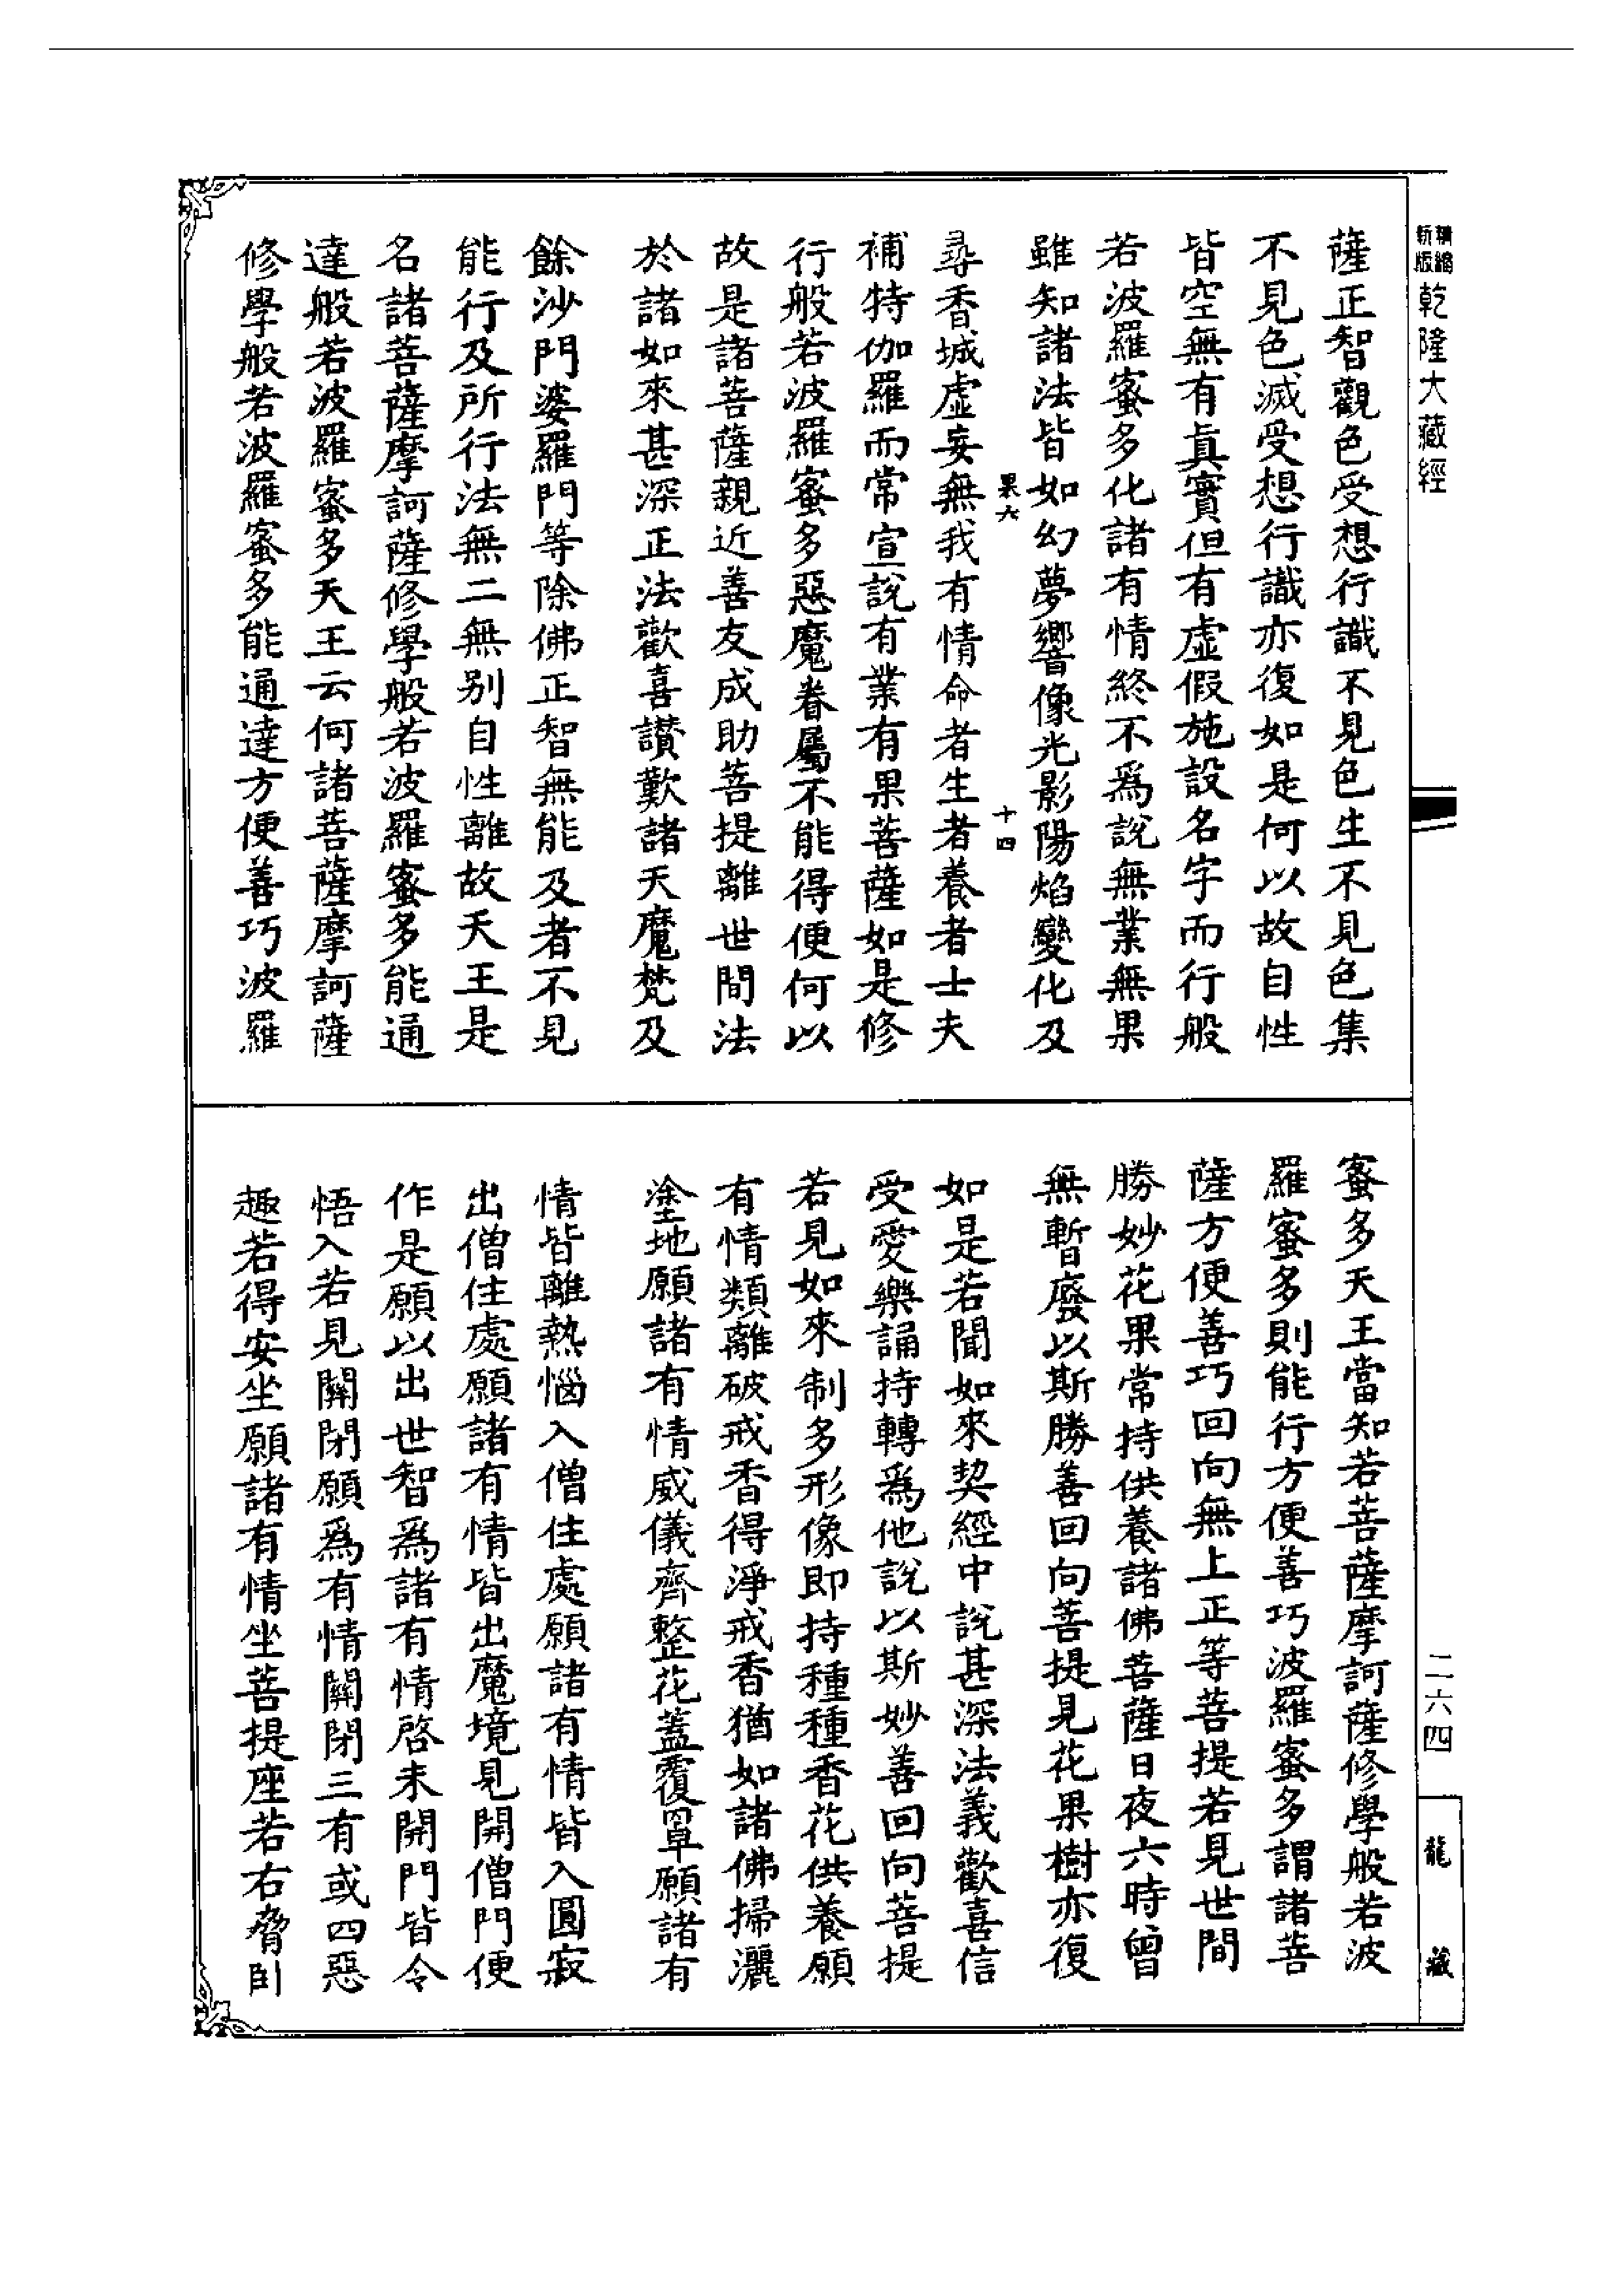 精縮
新版
乾隆大藏經
薩正智觀色受想行識不見色生不見色集
不見色滅受想行識亦復如是何以故自性
皆空無有眞實但有虛假施設名字而行般
若波羅蜜多化諸有情終不爲說無業無果
雖知諸法皆如幻夢響像光影陽焰變化及
果六
十四
尋香城虛妄無我有情命者生者養者士夫
補特伽羅而常宣說有業有果菩薩如是修
行般若波羅蜜多惡魔眷屬不能得便何以
故是諸菩薩親近善友成助菩提離世間法
於諸如來甚深正法歡喜讚歎諸天魔梵及
餘沙門婆羅門等除佛正智無能及者不見
能行及所行法無二無別自性離故天王是
名諸菩薩摩訶薩修學般若波羅蜜多能通
達般若波羅蜜多天王云何諸菩薩摩訶薩
修學般若波羅蜜多能通達方便善巧波羅
蜜多天王當知若菩薩摩訶薩修學般若波
羅蜜多則能行方便善巧波羅蜜多謂諸菩
薩方便善巧回向無上正等菩提若見世間
勝妙花果常持供養諸佛菩薩日夜六時曾
無暫廢以斯勝善回向菩提見花果樹亦復
如是若聞如來契經中說甚深法義歡喜信
受愛樂誦持轉爲他說以斯妙善回向菩提
若見如來制多形像即持種種香花供養願
有情類離破戒香得淨戒香猶如諸佛掃灑
塗地願諸有情威儀齊整花蓋覆罩願諸有
情皆離熱惱入僧住處願諸有情皆入圓寂
出僧住處願諸有情皆出魔境見開僧門便
作是願以出世智爲諸有情啓未開門皆令
悟入若見關閉願爲有情關閉三有或四惡
趣若得安坐願諸有情坐菩提座若右脅臥
二六四
龍藏